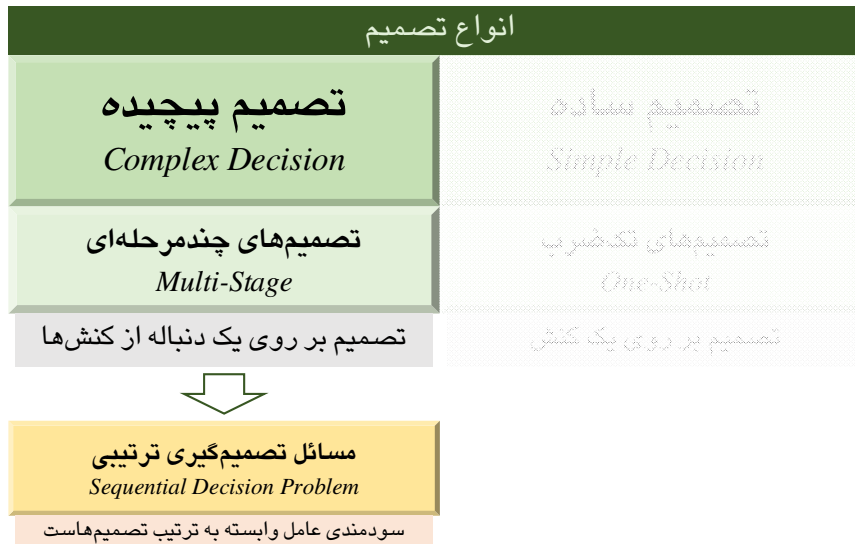 انواع تصمیم
تصمیم ساده
Simple Decision
تصمیم پیچیده
Complex Decision
تصمیم‌های تک‌ضرب
One-Shot
تصمیم‌های چندمرحله‌ای
Multi-Stage
تصمیم بر روی یک کنش
تصمیم بر روی یک دنباله از کنش‌ها
مسائل تصمیم‌گیری ترتیبی
Sequential Decision Problem
سودمندی عامل وابسته به ترتیب تصمیم‌هاست